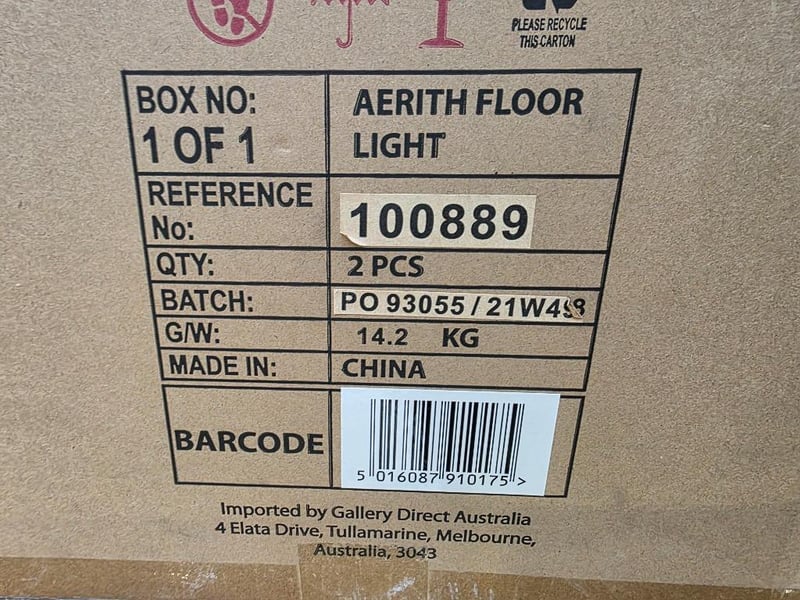 PLEASE RECYCLE
THIS CARTON
BOX NO:
1 OF 1
AERITH FLOOR
LIGHT
REFERENCE
No:
100889
QTY:
2 PCS
BATCH:
PO 93055 / 21W498
G/W:
14.2 KG
MADE IN:
CHINA
BARCODE
5 016087 910175 >
Imported by Gallery Direct Australia
4 Elata Drive, Tullamarine, Melbourne,
Australia, 3043